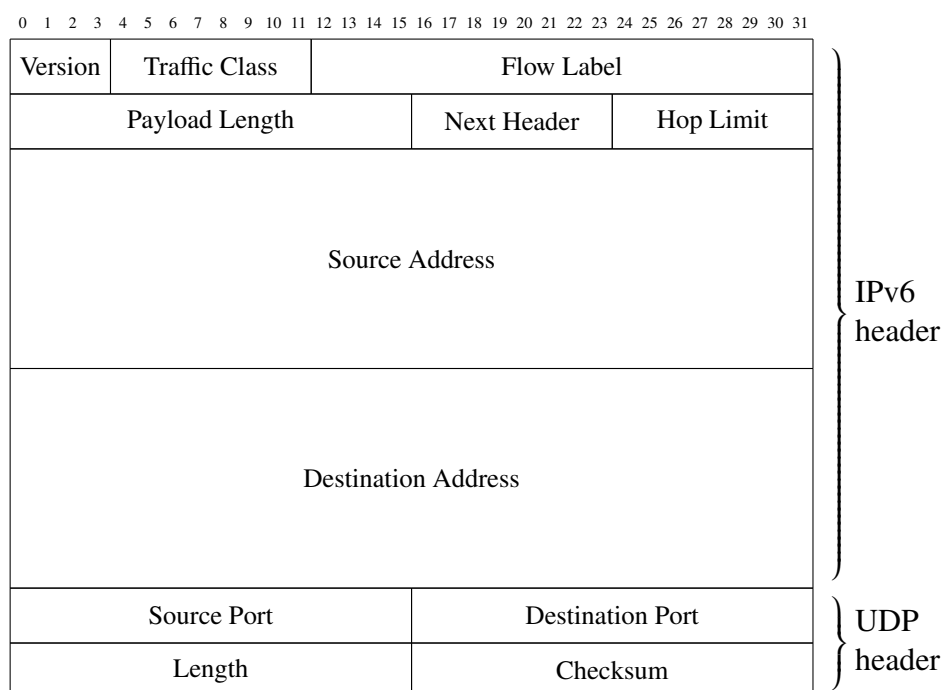 0 1 2 3 4 5 6 7 8 9 10 11 12 13 14 15 16 17 18 19 20 21 22 23 24 25 26 27 28 29 30 31
Version Traffic Class Flow Label
Payload Length Next Header Hop Limit
Source Address
IPv6
header
Destination Address
Source Port Destination Port
Length Checksum
UDP
header